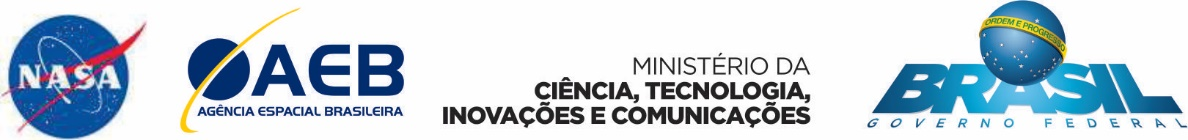 NASA
AEB
AGÊNCIA ESPACIAL BRASILEIRA
MINISTÉRIO DA
CIÊNCIA, TECNOLOGIA,
INOVAÇÕES E COMUNICAÇÕES
ORDEM E PROGRESSO
BRASIL
GOVERNO FEDERAL